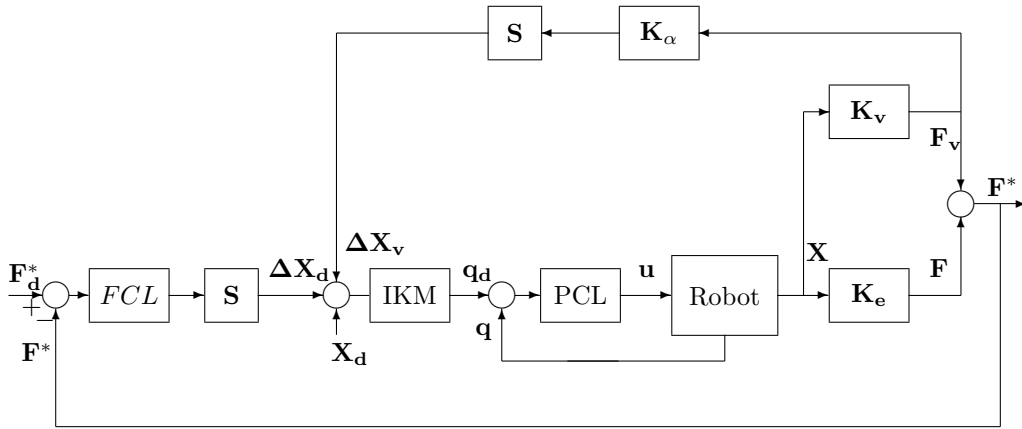 S
K_α
K_v
F_v
F*
X
F
ΔX_v
F*_d
ΔX_d
q_d
u
FCL
S
IKM
PCL
Robot
K_e
+
−
q
F*
X_d